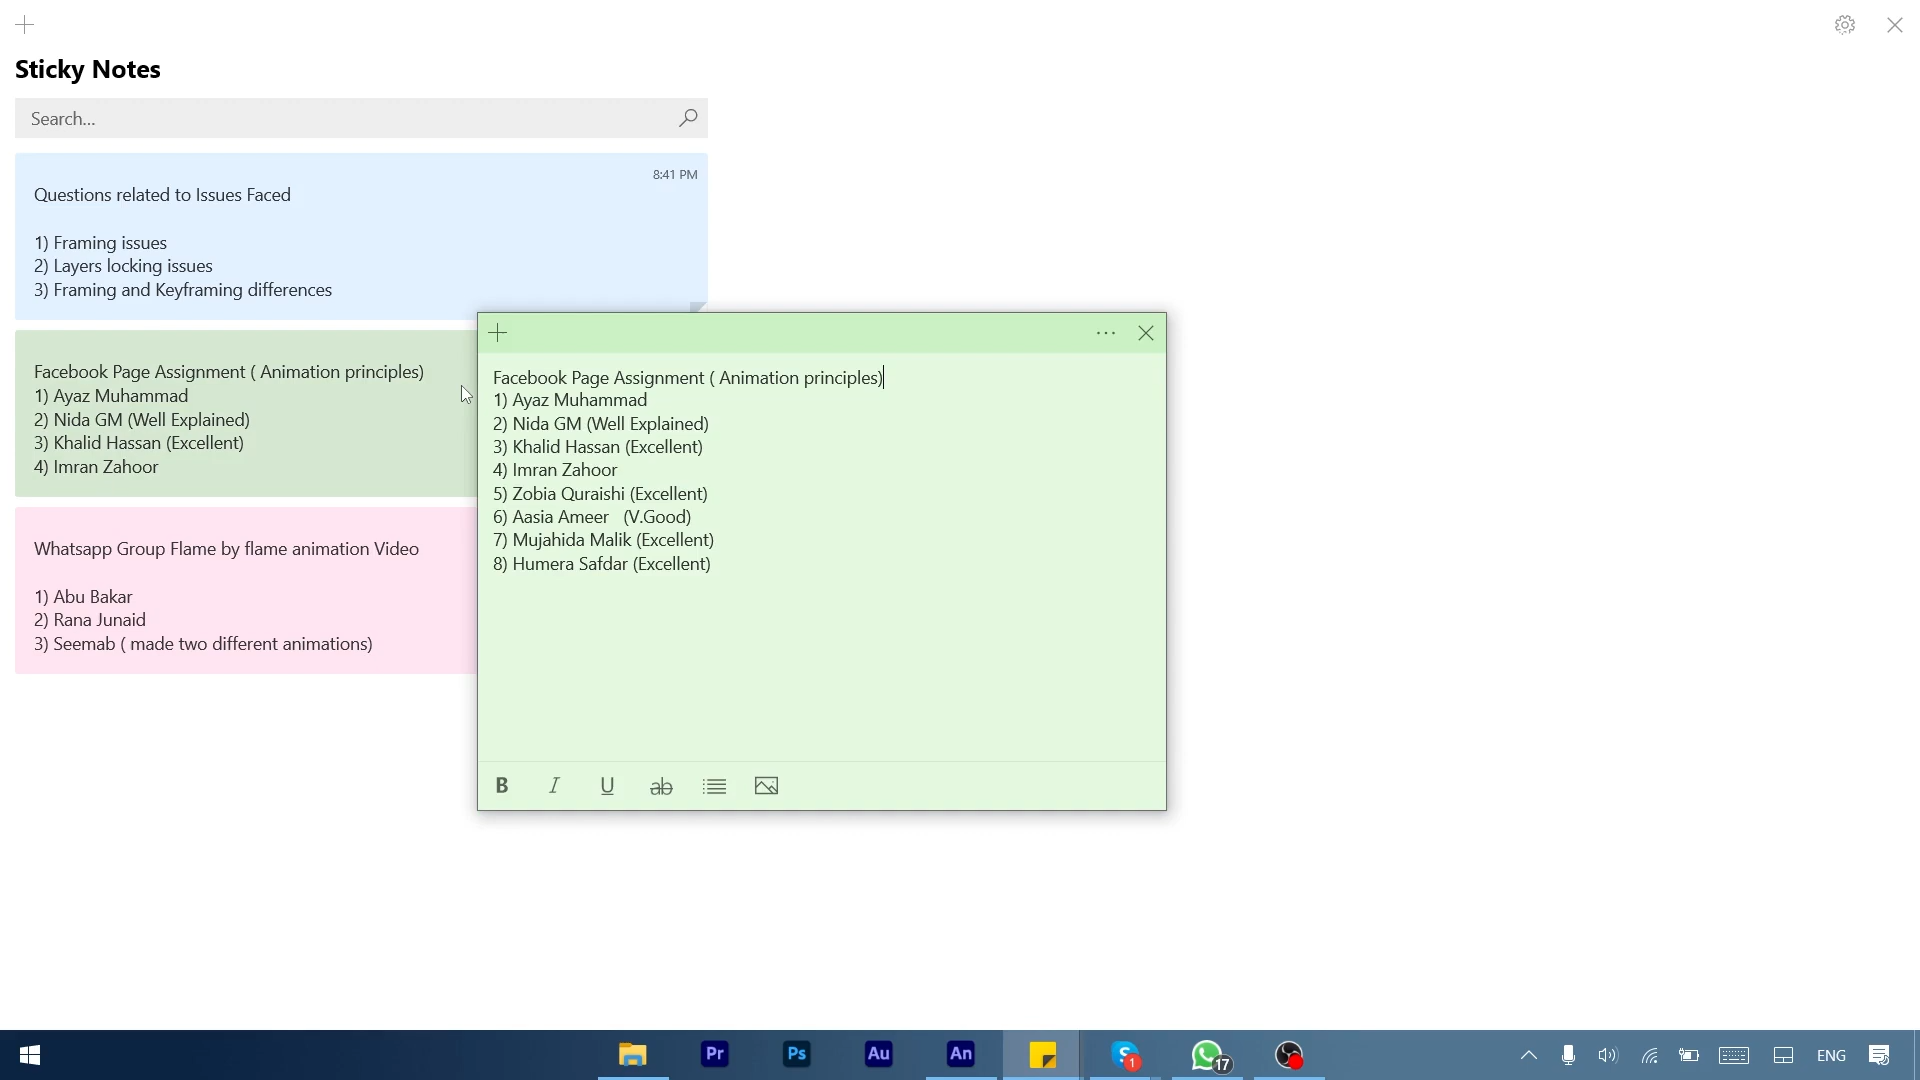 Sticky Notes
Search...
8:41 PM
Questions related to Issues Faced
1) Framing issues
2) Layers locking issues
3) Framing and Keyframing differences
Facebook Page Assignment ( Animation principles)
1) Ayaz Muhammad
2) Nida GM (Well Explained)
3) Khalid Hassan (Excellent)
4) Imran Zahoor
Whatsapp Group Flame by flame animation Video
1) Abu Bakar
2) Rana Junaid
3) Seemab ( made two different animations)
Facebook Page Assignment ( Animation principles)
1) Ayaz Muhammad
2) Nida GM (Well Explained)
3) Khalid Hassan (Excellent)
4) Imran Zahoor
5) Zobia Quraishi (Excellent)
6) Aasia Ameer   (V.Good)
7) Mujahida Malik (Excellent)
8) Humera Safdar (Excellent)
B I U ab
Pr Ps Au An S 1 17 ENG